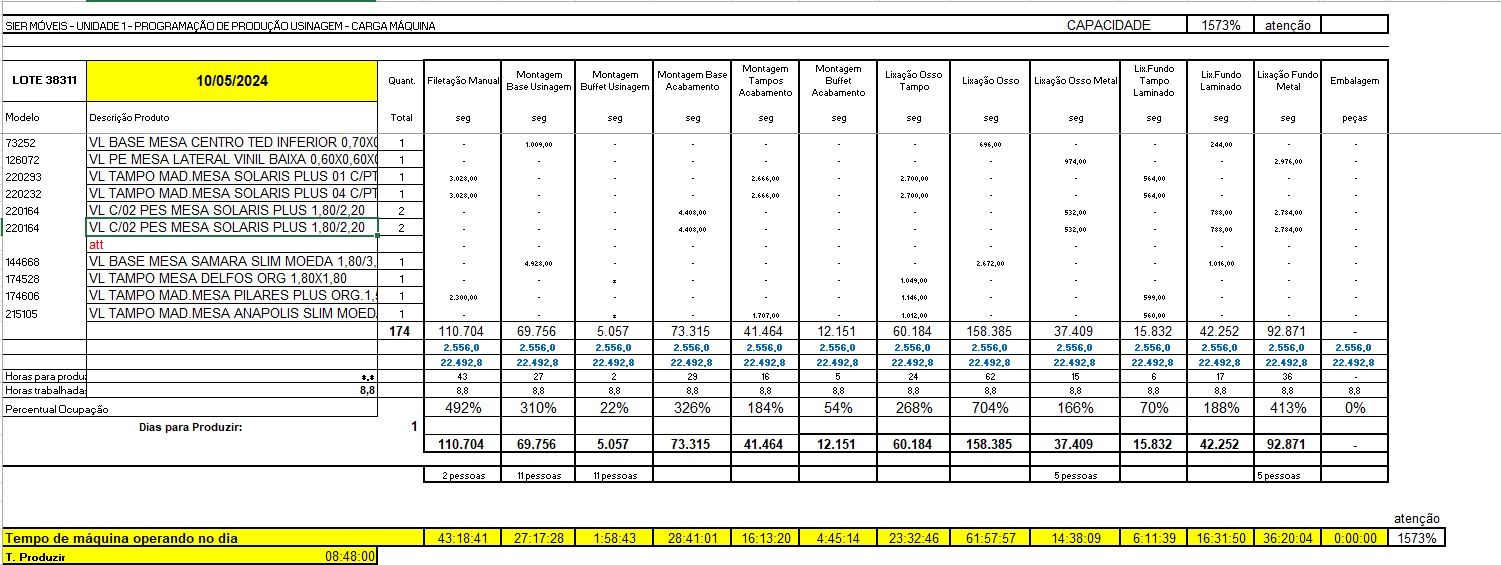 SIER MÓVEIS - UNIDADE 1 - PROGRAMAÇÃO DE PRODUÇÃO USINAGEM - CARGA MÁQUINA CAPACIDADE 1573% atenção
LOTE 38311 10/05/2024 Quant. Filetação Manual Montagem Base Usinagem Montagem Buffet Usinagem Montagem Base Acabamento Montagem Tampos Acabamento Montagem Buffet Acabamento Lixação Osso Tampo Lixação Osso Lixação Osso Metal Lix.Fundo Tampo Laminado Lix.Fundo Laminado Lixação Fundo Metal Embalagem
Modelo Descrição Produto Total seg seg seg seg seg seg seg seg seg seg seg seg peças
73252 VL BASE MESA CENTRO TED INFERIOR 0,70X0 1 - 1.009,00 - - - - - 696,00 - - 244,00 - -
126072 VL PE MESA LATERAL VINIL BAIXA 0,60X0,60X0 1 - - - - - - - - 974,00 - - 2.976,00 -
220293 VL TAMPO MAD.MESA SOLARIS PLUS 01 C/PT 1 3.028,00 - - - 2.666,00 - 2.700,00 - - 564,00 - - -
220232 VL TAMPO MAD.MESA SOLARIS PLUS 04 C/PT 1 3.028,00 - - - 2.666,00 - 2.700,00 - - 564,00 - - -
220164 VL C/02 PES MESA SOLARIS PLUS 1,80/2,20 2 - - - 4.408,00 - - - - 532,00 - 788,00 2.784,00 -
220164 VL C/02 PES MESA SOLARIS PLUS 1,80/2,20 2 - - - 4.408,00 - - - - 532,00 - 788,00 2.784,00 -
att - - - - - - - - - - - - -
144668 VL BASE MESA SAMARA SLIM MOEDA 1,80/3, 1 - 4.928,00 - - - - - 2.672,00 - - 1.016,00 - -
174528 VL TAMPO MESA DELFOS ORG 1,80X1,80 1 - - - - - 1.049,00 - - - - - -
174606 VL TAMPO MAD.MESA PILARES PLUS ORG.1, 1 2.300,00 - - - - - 1.146,00 - - 599,00 - - -
215105 VL TAMPO MAD.MESA ANAPOLIS SLIM MOED 1 - - - 1.707,00 - 1.012,00 - - 560,00 - - -
174 110.704 69.756 5.057 73.315 41.464 12.151 60.184 158.385 37.409 15.832 42.252 92.871 -
2.556,0 2.556,0 2.556,0 2.556,0 2.556,0 2.556,0 2.556,0 2.556,0 2.556,0 2.556,0 2.556,0 2.556,0 2.556,0
22.492,8 22.492,8 22.492,8 22.492,8 22.492,8 22.492,8 22.492,8 22.492,8 22.492,8 22.492,8 22.492,8 22.492,8 22.492,8
Horas para produ *,* 43 27 2 29 16 5 24 62 15 6 17 36 -
Horas trabalhada 8,8 8,8 8,8 8,8 8,8 8,8 8,8 8,8 8,8 8,8 8,8 8,8 8,8 8,8
Percentual Ocupação 492% 310% 22% 326% 184% 54% 268% 704% 166% 70% 188% 413% 0%
Dias para Produzir: 1
110.704 69.756 5.057 73.315 41.464 12.151 60.184 158.385 37.409 15.832 42.252 92.871 -
2 pessoas 11 pessoas 11 pessoas 5 pessoas 5 pessoas
atenção
Tempo de máquina operando no dia 43:18:41 27:17:28 1:58:43 28:41:01 16:13:20 4:45:14 23:32:46 61:57:57 14:38:09 6:11:39 16:31:50 36:20:04 0:00:00 1573%
T. Produzir 08:48:00